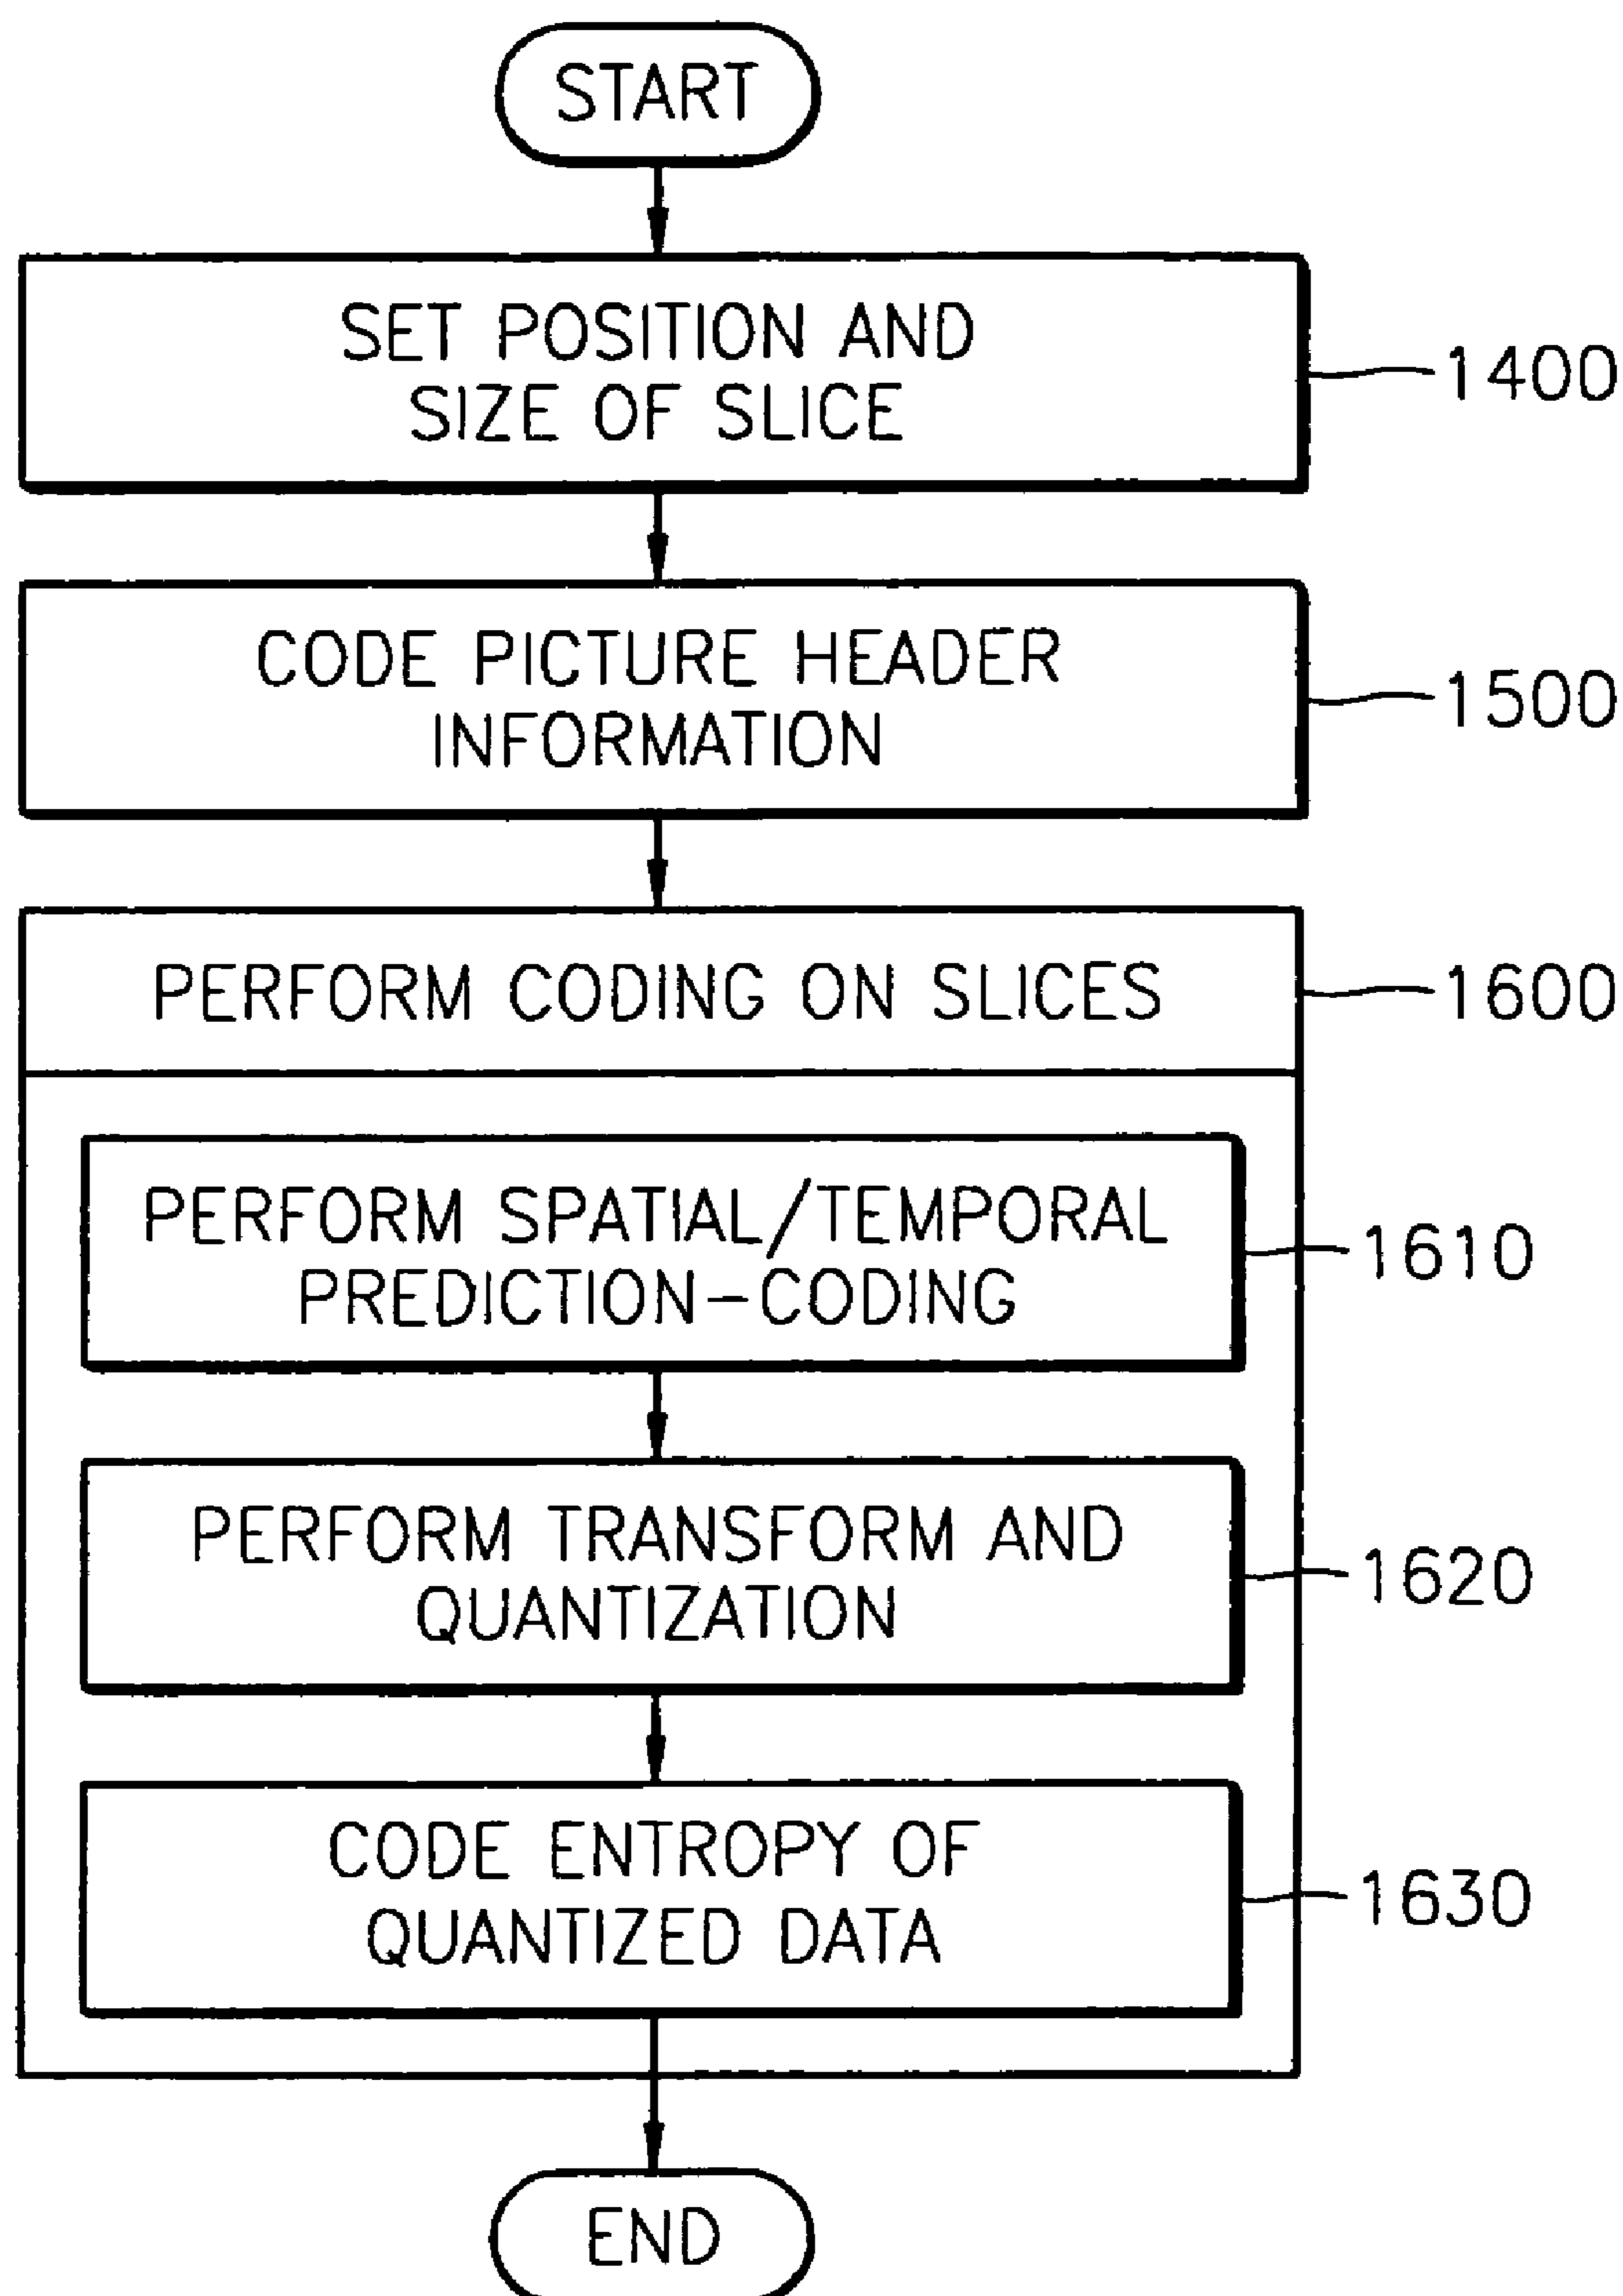 START
SET POSITION AND
SIZE OF SLICE
1400
CODE PICTURE HEADER
INFORMATION
1500
PERFORM CODING ON SLICES
1600
PERFORM SPATIAL/TEMPORAL
PREDICTION-CODING
1610
PERFORM TRANSFORM AND
QUANTIZATION
1620
CODE ENTROPY OF
QUANTIZED DATA
1630
END